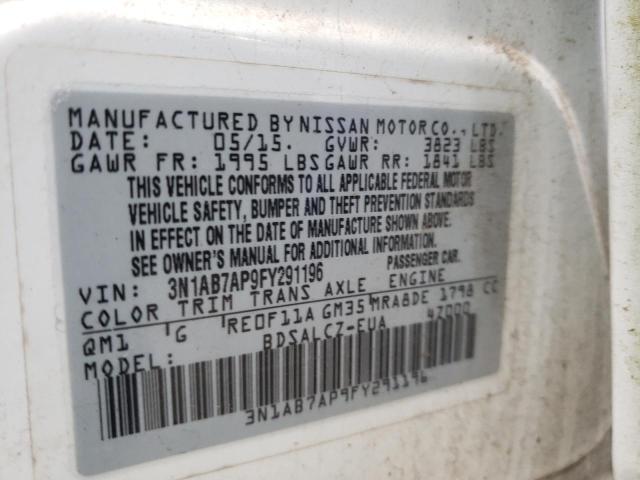 MANUFACTURED BY NISSAN MOTOR CO., LTD.
DATE: 05/15. GVWR: 3823 LBS
GAWR FR: 1995 LBS GAWR RR: 1841 LBS
THIS VEHICLE CONFORMS TO ALL APPLICABLE FEDERAL MOTOR
VEHICLE SAFETY, BUMPER AND THEFT PREVENTION STANDARDS
IN EFFECT ON THE DATE OF MANUFACTURE SHOWN ABOVE.
SEE OWNER'S MANUAL FOR ADDITIONAL INFORMATION.
VIN: 3N1AB7AP9FY291196 PASSENGER CAR.
COLOR TRIM TRANS AXLE ENGINE
QM1 G RE0F11A GM35 MRA8DE 1798 CC
MODEL: BDSALCZ-EUA 4Z000
3N1AB7AP9FY291196